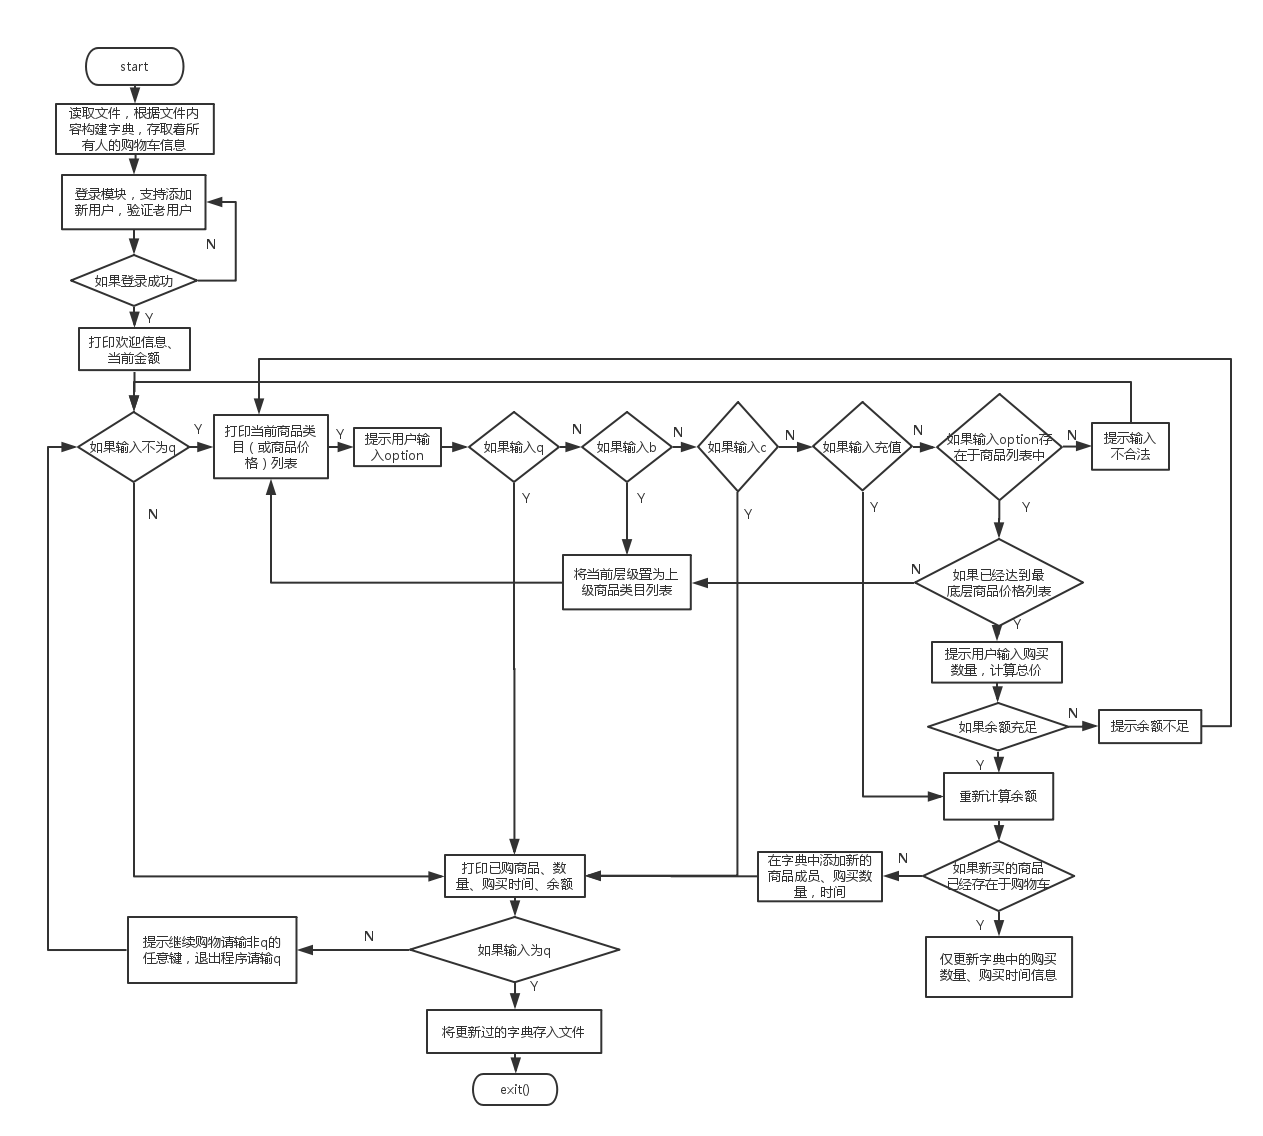 start
读取文件，根据文件内
容构建字典，存取着所
有人的购物车信息
登录模块，支持添加
新用户，验证老用户
N
如果登录成功
Y
打印欢迎信息、
当前金额
如果输入不为q
Y
N
打印当前商品类
目（或商品价
格）列表
Y
提示用户输
入option
如果输入q
N
Y
如果输入b
N
Y
如果输入c
N
Y
如果输入充值
N
Y
如果输入option存
在于商品列表中
N
Y
提示输入
不合法
将当前层级置为上
级商品类目列表
N
如果已经达到最
底层商品价格列表
Y
提示用户输入购买
数量，计算总价
如果余额充足
N
提示余额不足
Y
重新计算余额
如果新买的商品
已经存在于购物车
N
在字典中添加新的
商品成员、购买数
量，时间
Y
仅更新字典中的购买
数量、购买时间信息
打印已购商品、数
量、购买时间、余额
如果输入为q
N
提示继续购物请输非q的
任意键，退出程序请输q
Y
将更新过的字典存入文件
exit()